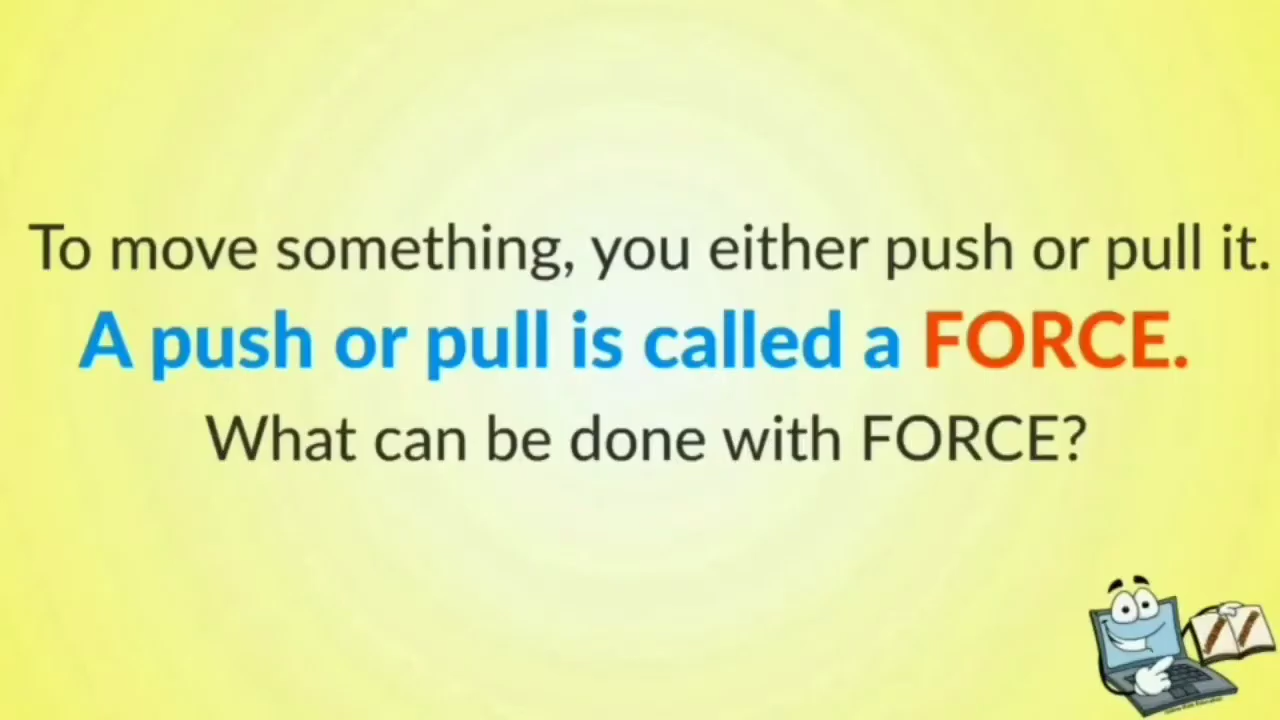 To move something, you either push or pull it.
A push or pull is called a FORCE.
What can be done with FORCE?